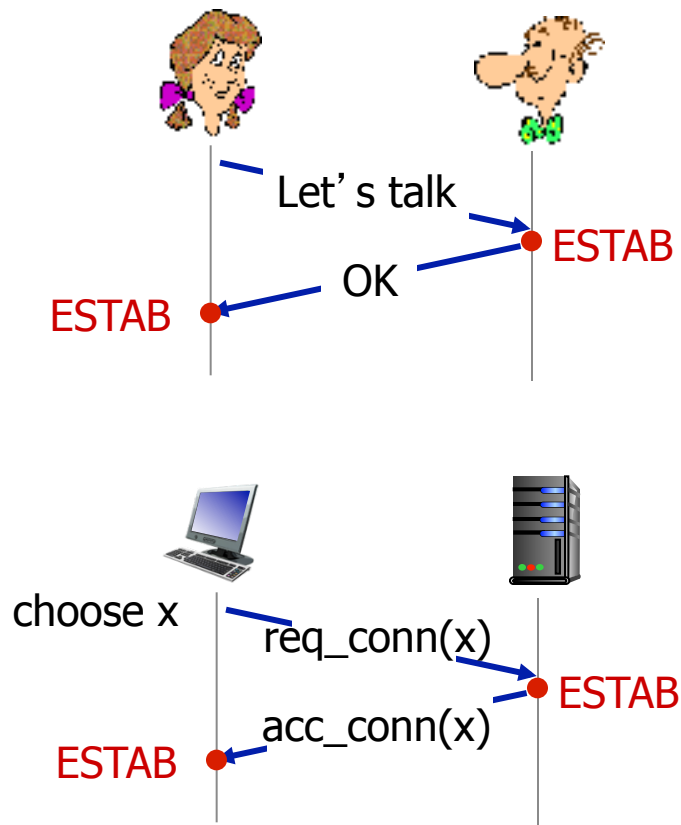 Let's talk
ESTAB
OK
ESTAB
choose x
req_conn(x)
ESTAB
acc_conn(x)
ESTAB